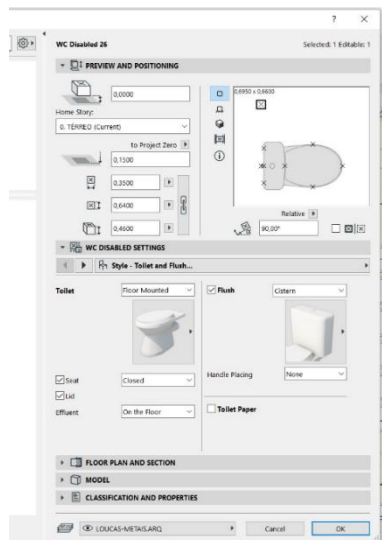 ? ×
WC Disabled 26 Selected: 1 Editable: 1
PREVIEW AND POSITIONING
0,0000
Home Story:
0. TÉRREO (Current)
to Project Zero
0,1500
0,3500
0,6400
0,4600
0,6950 x 0,6600
Relative
90,00°
WC DISABLED SETTINGS
Style - Toilet and Flush...
Toilet Floor Mounted
Flush Cistern
Handle Placing None
Seat Closed
Lid
Effluent On the Floor
Toilet Paper
FLOOR PLAN AND SECTION
MODEL
CLASSIFICATION AND PROPERTIES
LOUCAS-METAIS.ARQ Cancel OK